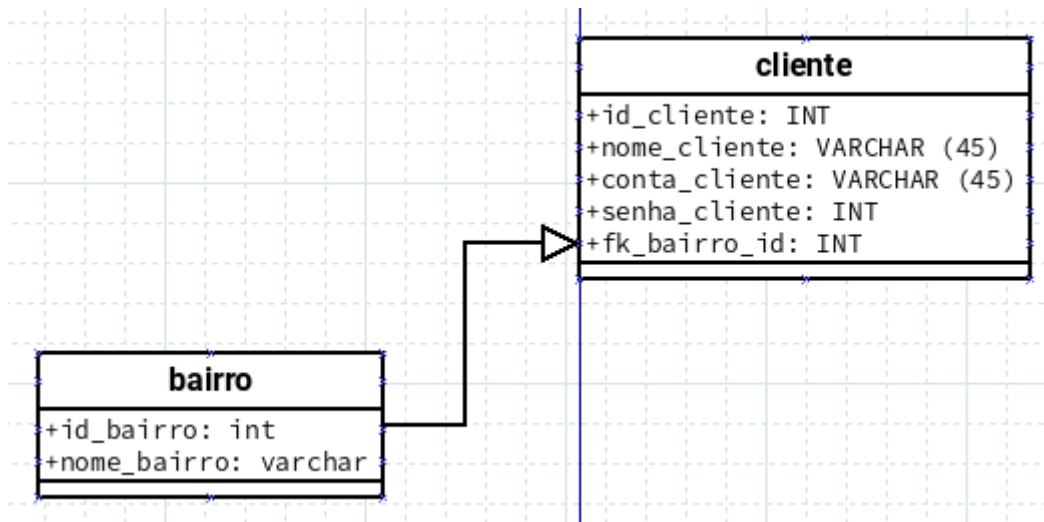 cliente
+id_cliente: INT
+nome_cliente: VARCHAR (45)
+conta_cliente: VARCHAR (45)
+senha_cliente: INT
+fk_bairro_id: INT
bairro
+id_bairro: int
+nome_bairro: varchar